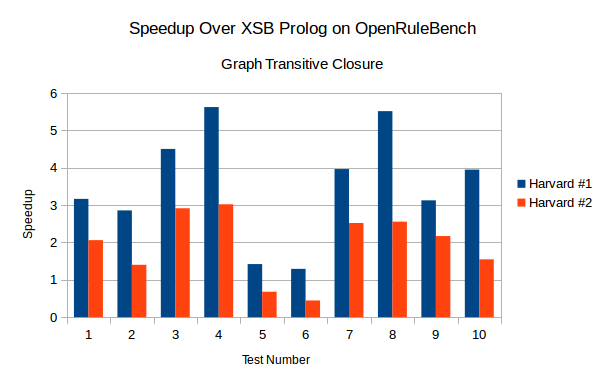 Speedup Over XSB Prolog on OpenRuleBench
Graph Transitive Closure
6
5
4
3
2
1
0
Speedup
1 2 3 4 5 6 7 8 9 10
Test Number
Harvard #1
Harvard #2